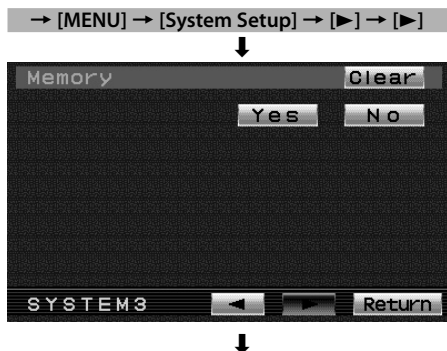 → [MENU] → [System Setup] → [►] → [►]
Memory Clear
Yes No
SYSTEM3 ◄ ► Return